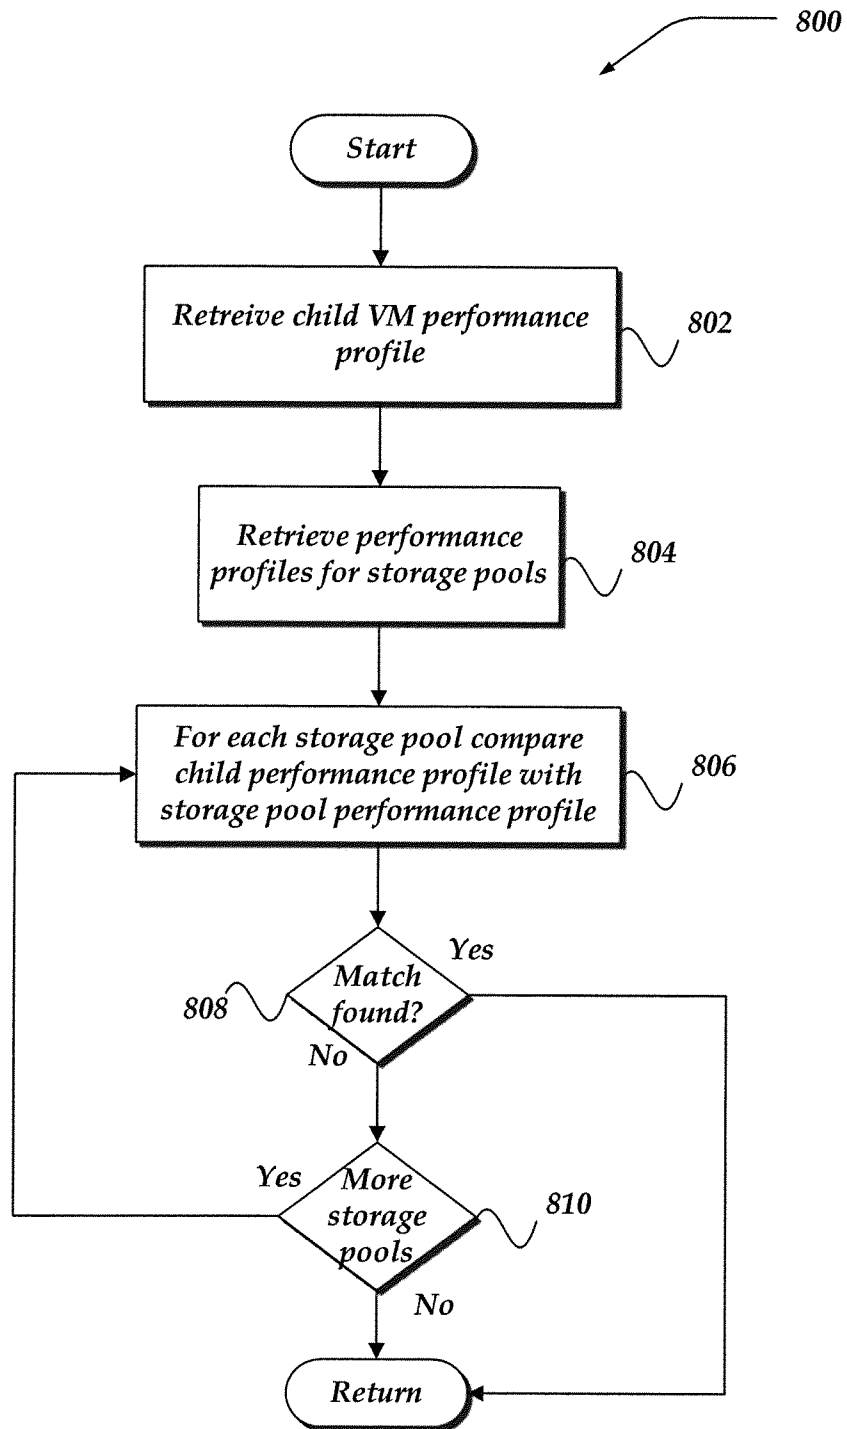 800
Start
Retreive child VM performance
profile
802
Retrieve performance
profiles for storage pools
804
For each storage pool compare
child performance profile with
storage pool performance profile
806
Yes
Match
found?
808
No
Yes
More
storage
pools
810
No
Return